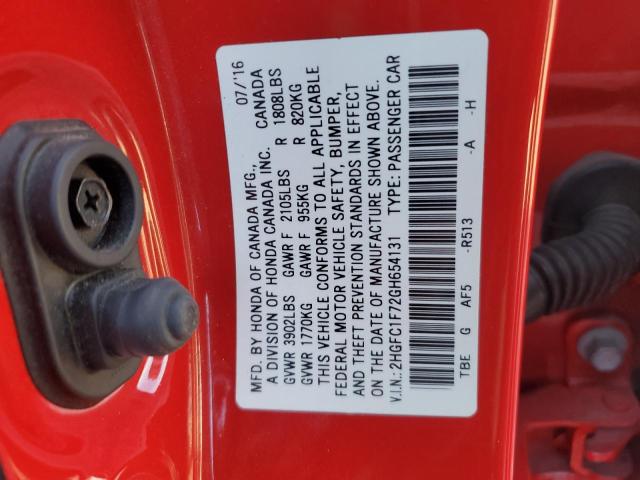 MFD. BY HONDA OF CANADA MFG., 07/'16
A DIVISION OF HONDA CANADA INC. CANADA
GVWR 3902LBS GAWR F 2105LBS R 1808LBS
GVWR 1770KG GAWR F 955KG R 820KG
THIS VEHICLE CONFORMS TO ALL APPLICABLE
FEDERAL MOTOR VEHICLE SAFETY, BUMPER,
AND THEFT PREVENTION STANDARDS IN EFFECT
ON THE DATE OF MANUFACTURE SHOWN ABOVE.
V.I.N.: 2HGFC1F72GH654131 TYPE: PASSENGER CAR
TBE G AF5 -R513 -A -H